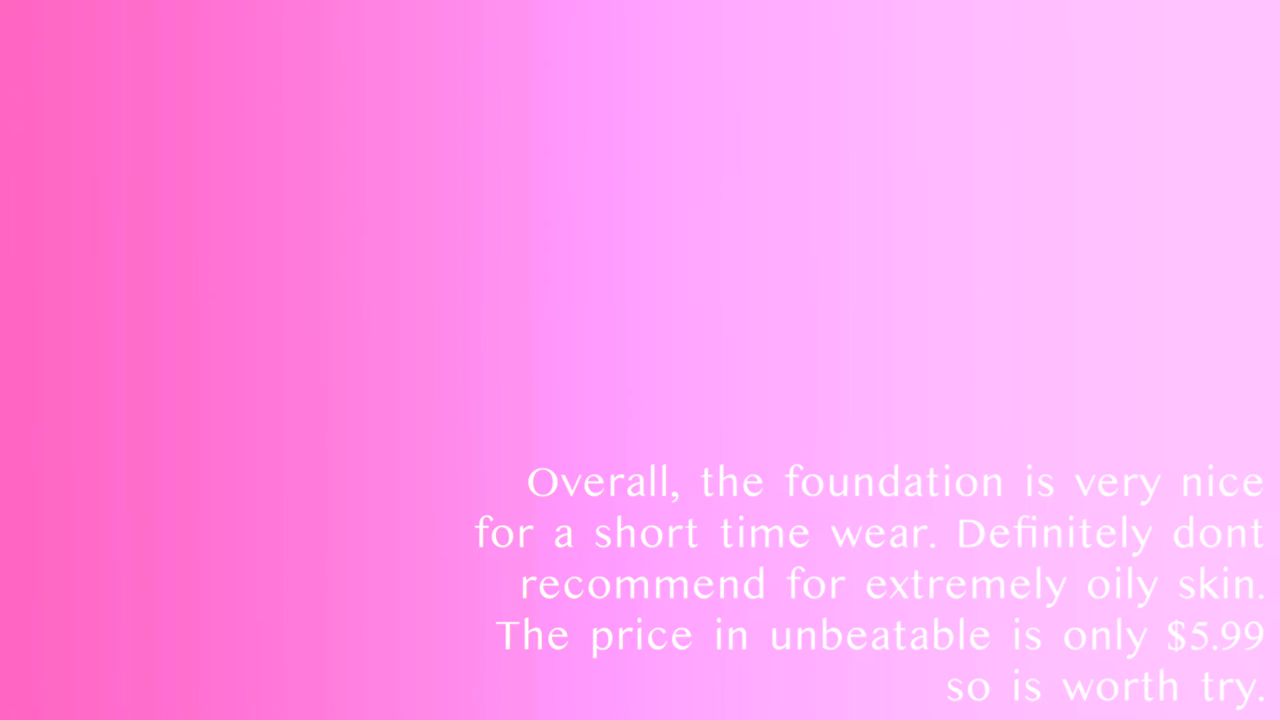 Overall, the foundation is very nice
for a short time wear. Definitely dont
recommend for extremely oily skin.
The price in unbeatable is only $5.99
so is worth try.